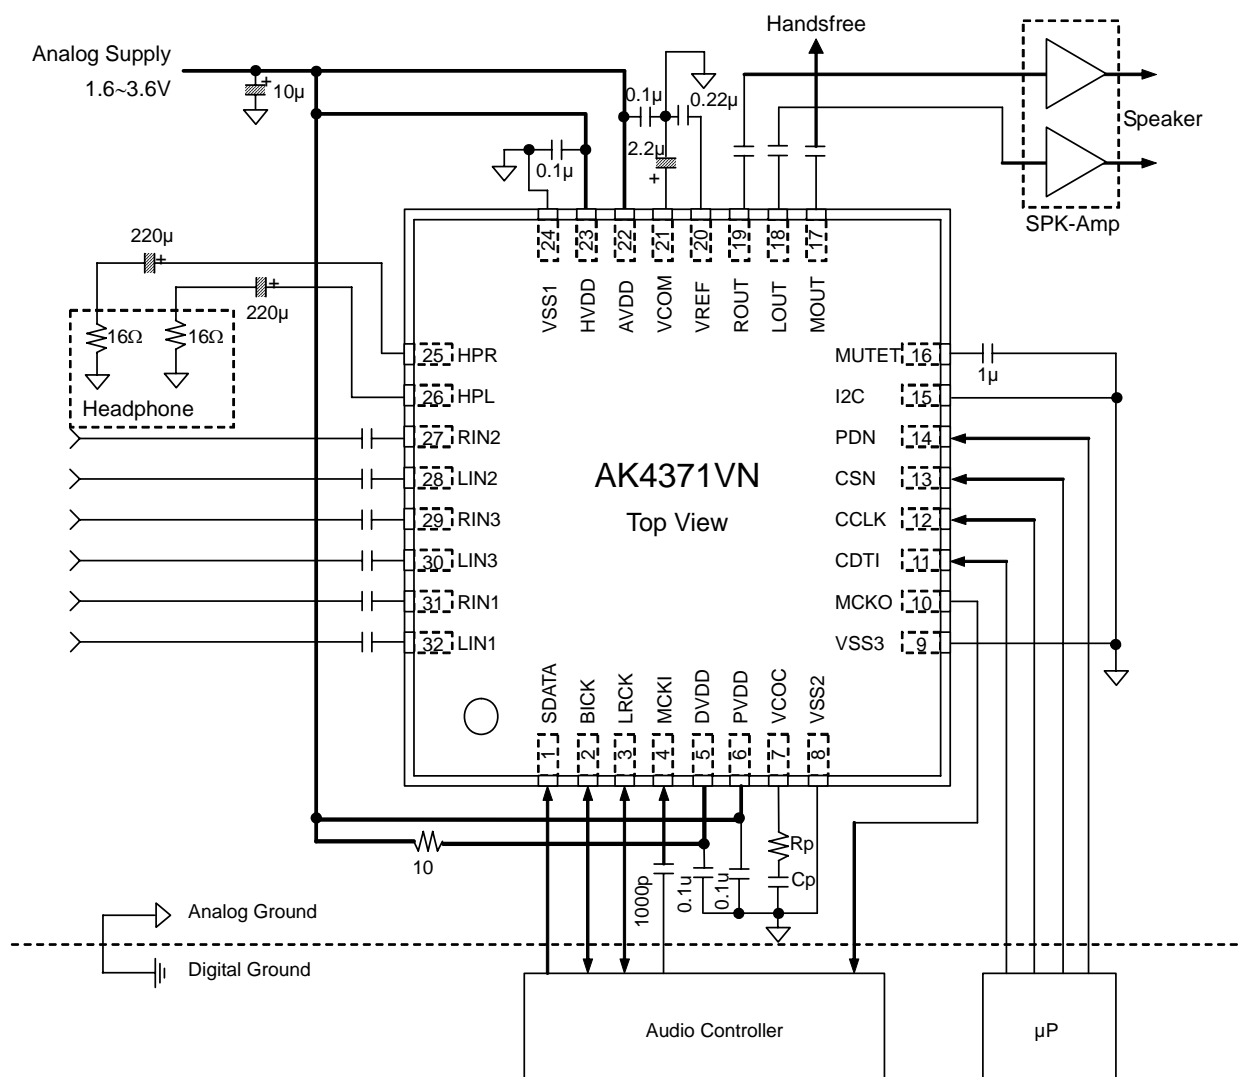 Handsfree
Analog Supply
1.6~3.6V
10µ
+
0.1µ
0.22µ
Speaker
2.2µ
+
0.1µ
SPK-Amp
24
23
22
21
20
19
18
17
VSS1
HVDD
AVDD
VCOM
VREF
ROUT
LOUT
MOUT
220µ
+
220µ
+
16Ω
16Ω
Headphone
25 HPR
26 HPL
27 RIN2
28 LIN2
29 RIN3
30 LIN3
31 RIN1
32 LIN1
AK4371VN
Top View
MUTET 16
1µ
I2C 15
PDN 14
CSN 13
CCLK 12
CDTI 11
MCKO 10
VSS3 9
SDATA
BICK
LRCK
MCKI
DVDD
PVDD
VCOC
VSS2
1
2
3
4
5
6
7
8
10
1000p
0.1u
0.1u
Rp
Cp
Analog Ground
Digital Ground
Audio Controller
µP